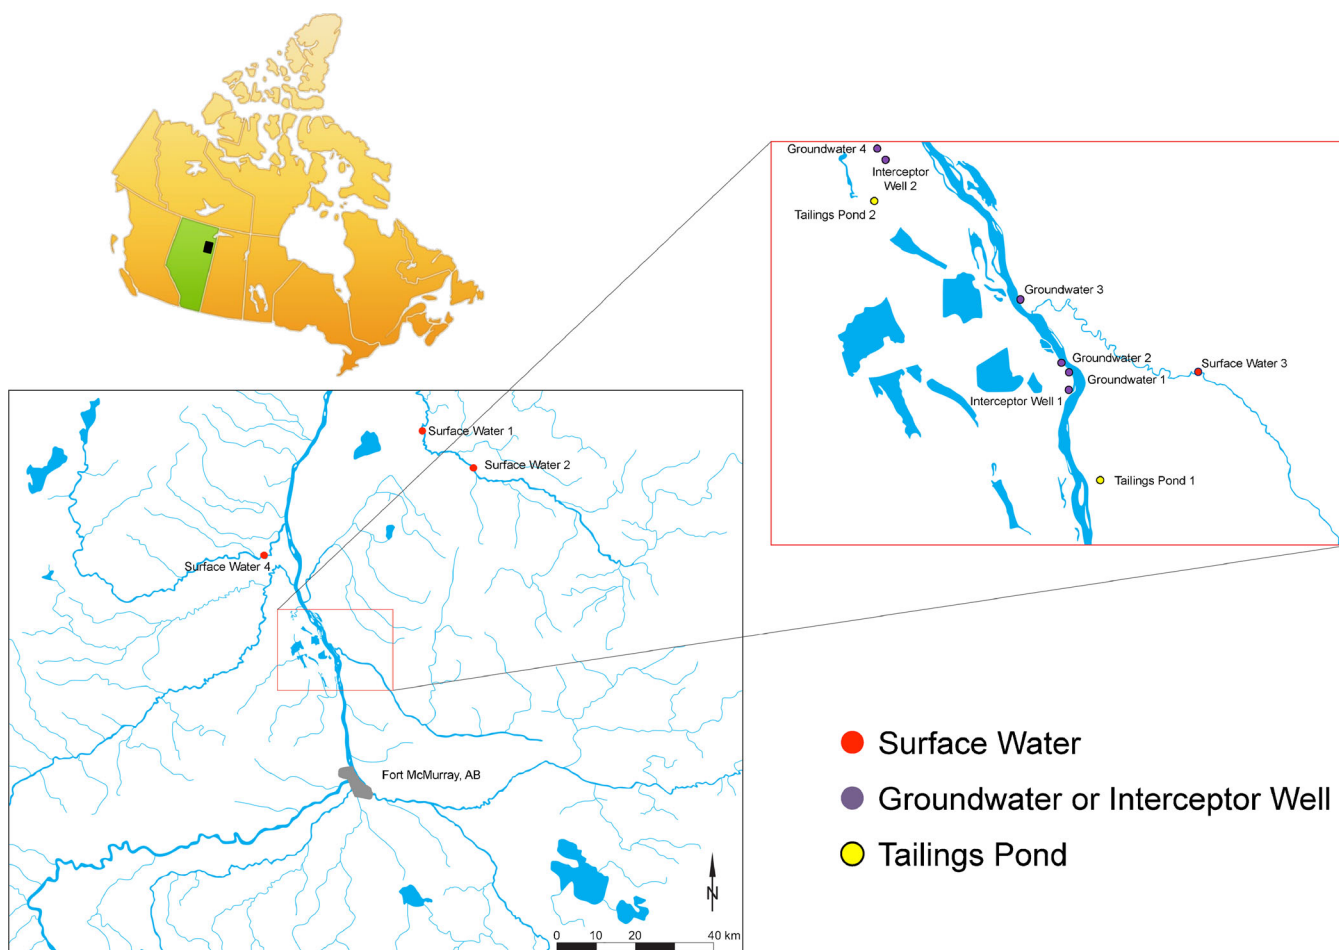 Groundwater 4
Interceptor
Well 2
Tailings Pond 2
Groundwater 3
Groundwater 2
Surface Water 3
Groundwater 1
Interceptor Well 1
Tailings Pond 1
Surface Water 1
Surface Water 2
Surface Water 4
Fort McMurray, AB
N
0 10 20 40 km
Surface Water
Groundwater or Interceptor Well
Tailings Pond